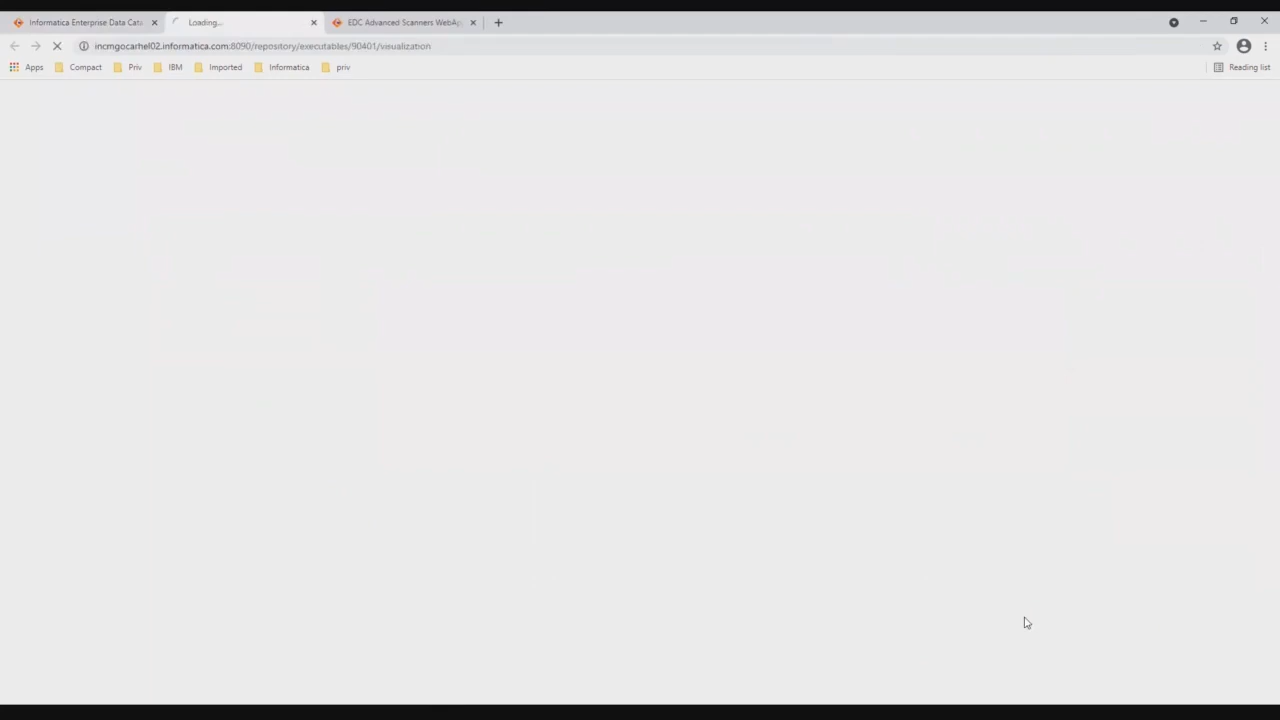 Informatica Enterprise Data Cata
Loading...
EDC Advanced Scanners WebAp
incmgocarhel02.informatica.com:8090/repository/executables/90401/visualization
Apps
Compact
Priv
IBM
Imported
Informatica
priv
Reading list